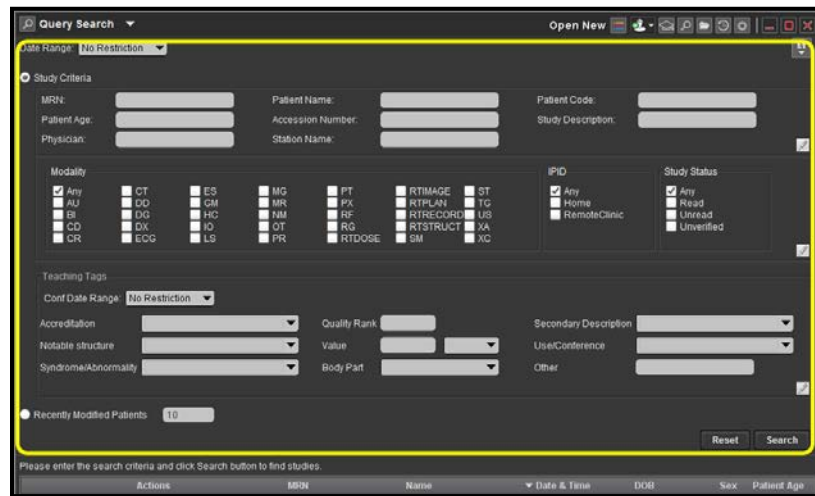 Query Search Open New
Date Range: No Restriction
Study Criteria
MRN: Patient Name: Patient Code:
Patient Age: Accession Number: Study Description:
Physician: Station Name:
Modality IPID Study Status
Any CT ES MG PT RTIMAGE ST Any Any
AU DD GM MR PX RTPLAN TG Home Read
BI DG HC NM RF RTRECORD US RemoteClinic Unread
CD DX IO OT RG RTSTRUCT XA Unverified
CR ECG LS PR RTDOSE SM XC
Teaching Tags
Conf Date Range: No Restriction
Accreditation Quality Rank Secondary Description
Notable structure Value Use/Conference
Syndrome/Abnormality Body Part Other
Recently Modified Patients 10
Reset Search
Please enter the search criteria and click Search button to find studies.
Actions MRN Name Date & Time DOB Sex Patient Age